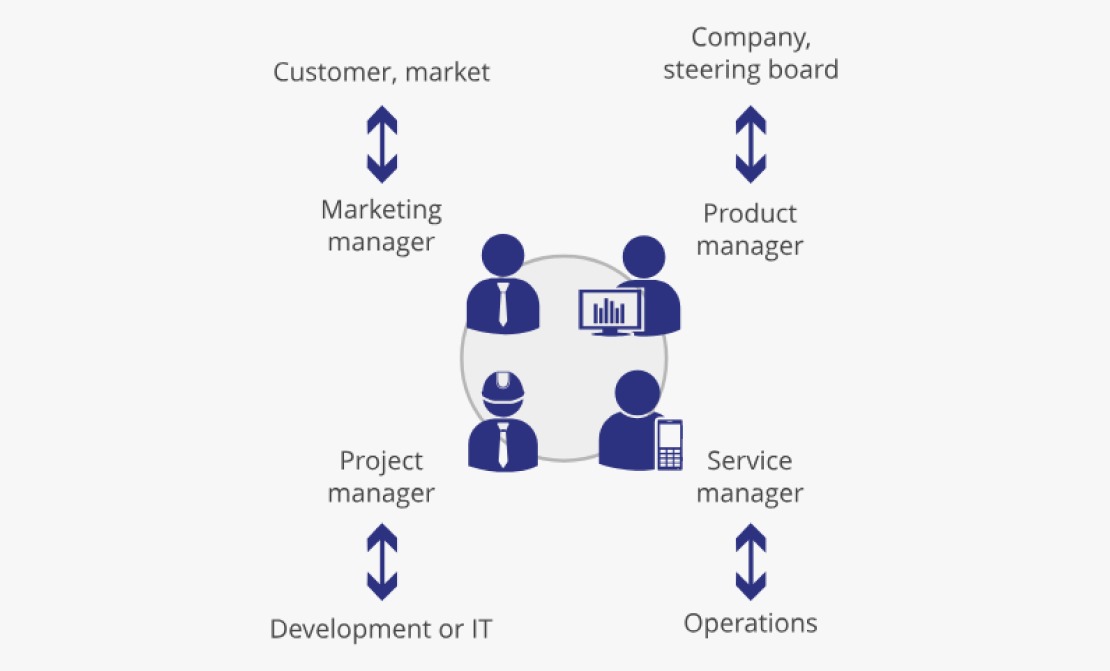 Customer, market
Company,
steering board
Marketing
manager
Product
manager
Project
manager
Service
manager
Development or IT
Operations